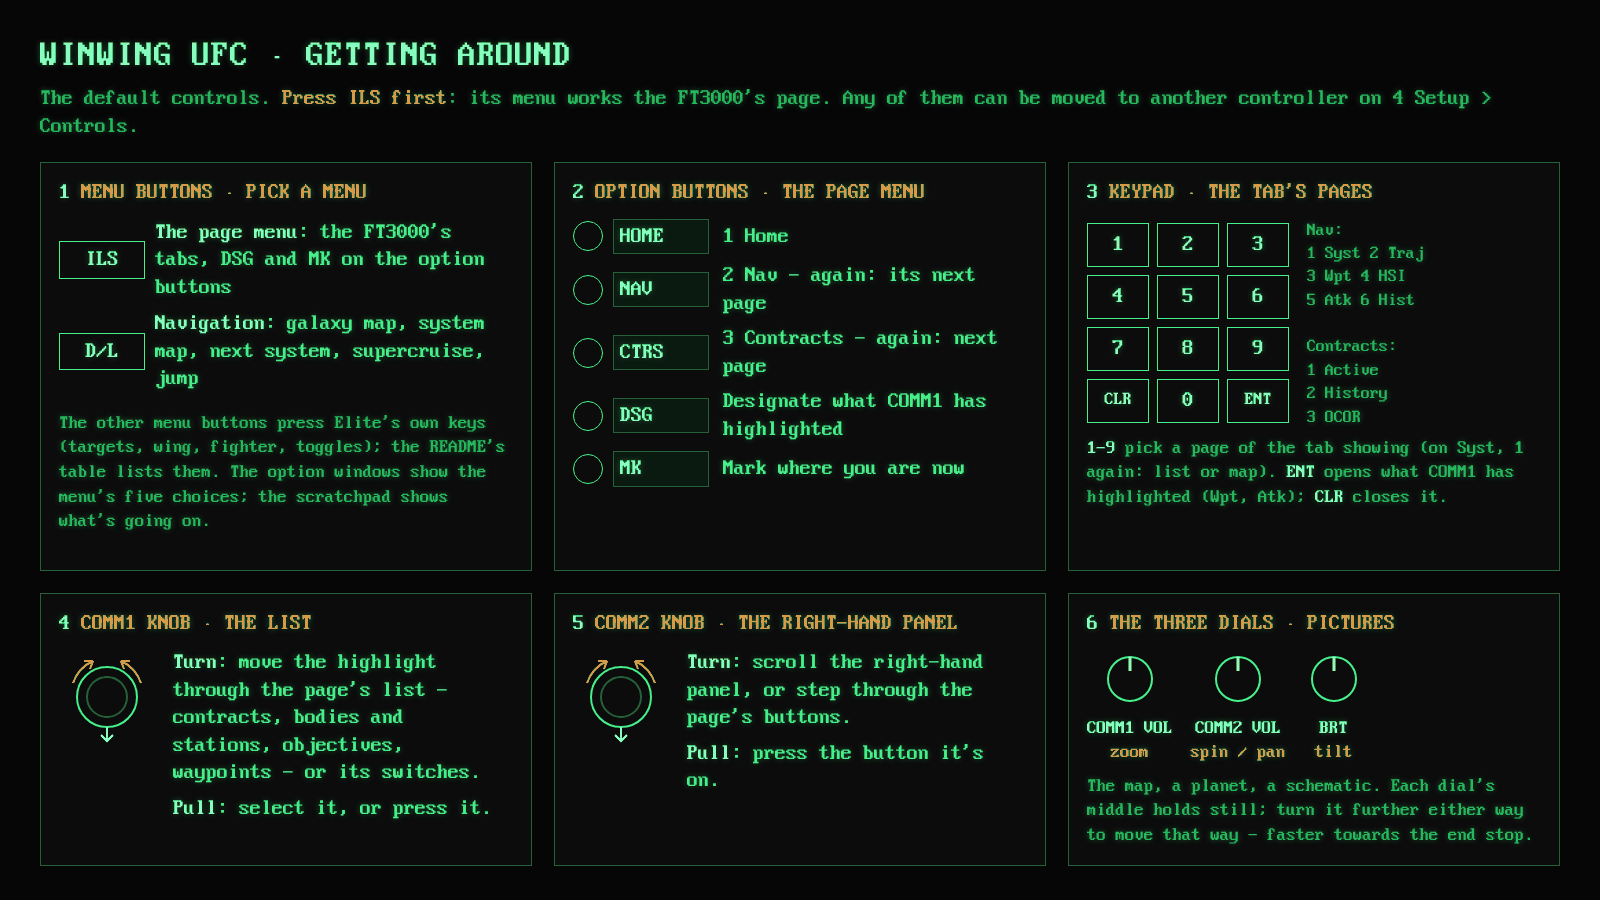 WINWING UFC · GETTING AROUND
The default controls. Press ILS first: its menu works the FT3000's page. Any of them can be moved to another controller on 4 Setup >
Controls.
1 MENU BUTTONS · PICK A MENU
ILS
The page menu: the FT3000's
tabs, DSG and MK on the option
buttons
D/L
Navigation: galaxy map, system
map, next system, supercruise,
jump
The other menu buttons press Elite's own keys
(targets, wing, fighter, toggles); the README's
table lists them. The option windows show the
menu's five choices; the scratchpad shows
what's going on.
2 OPTION BUTTONS · THE PAGE MENU
HOME
1 Home
NAV
2 Nav – again: its next
page
CTRS
3 Contracts – again: next
page
DSG
Designate what COMM1 has
highlighted
MK
Mark where you are now
3 KEYPAD · THE TAB'S PAGES
1 2 3
4 5 6
7 8 9
CLR 0 ENT
Nav:
1 Syst 2 Traj
3 Wpt 4 HSI
5 Atk 6 Hist
Contracts:
1 Active
2 History
3 OCOR
1–9 pick a page of the tab showing (on Syst, 1
again: list or map). ENT opens what COMM1 has
highlighted (Wpt, Atk); CLR closes it.
4 COMM1 KNOB · THE LIST
Turn: move the highlight
through the page's list –
contracts, bodies and
stations, objectives,
waypoints – or its switches.
Pull: select it, or press it.
5 COMM2 KNOB · THE RIGHT-HAND PANEL
Turn: scroll the right-hand
panel, or step through the
page's buttons.
Pull: press the button it's
on.
6 THE THREE DIALS · PICTURES
COMM1 VOL COMM2 VOL BRT
zoom spin / pan tilt
The map, a planet, a schematic. Each dial's
middle holds still; turn it further either way
to move that way – faster towards the end stop.